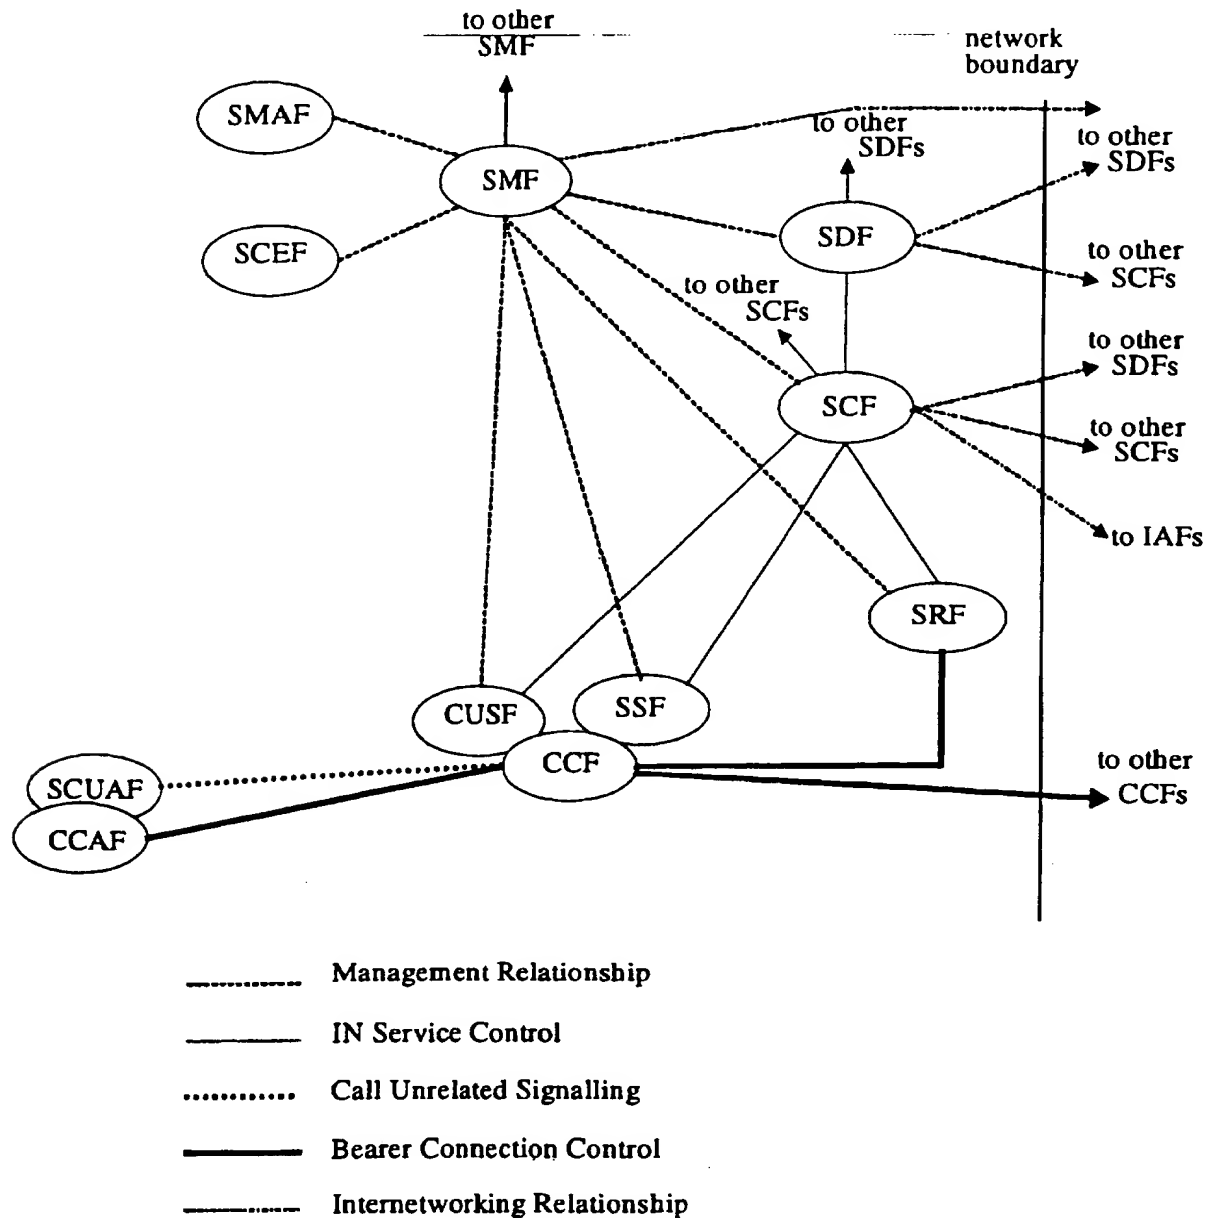 to other
SMF
network
boundary
SMAF
to other
SDFs
to other
SDFs
SMF
SDF
SCEF
to other
SCFs
to other
SCFs
to other
SDFs
SCF
to other
SCFs
to IAFs
SRF
CUSF
SSF
CCF
to other
CCFs
SCUAF
CCAF
Management Relationship
IN Service Control
Call Unrelated Signalling
Bearer Connection Control
Internetworking Relationship